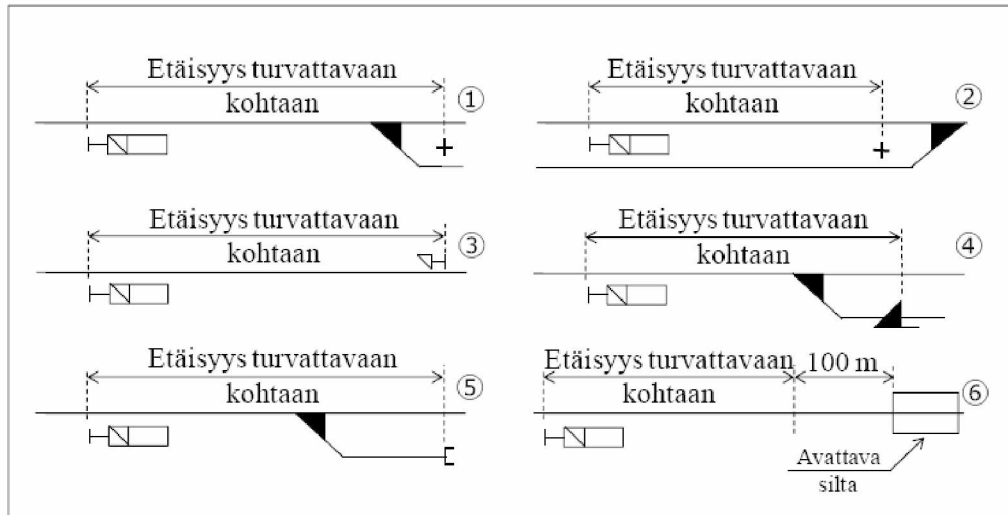 Etäisyys turvattavaan
kohtaan
①
Etäisyys turvattavaan
kohtaan
②
Etäisyys turvattavaan
kohtaan
③
Etäisyys turvattavaan
kohtaan
④
Etäisyys turvattavaan
kohtaan
⑤
Etäisyys turvattavaan
kohtaan
100 m
⑥
Avattava
silta